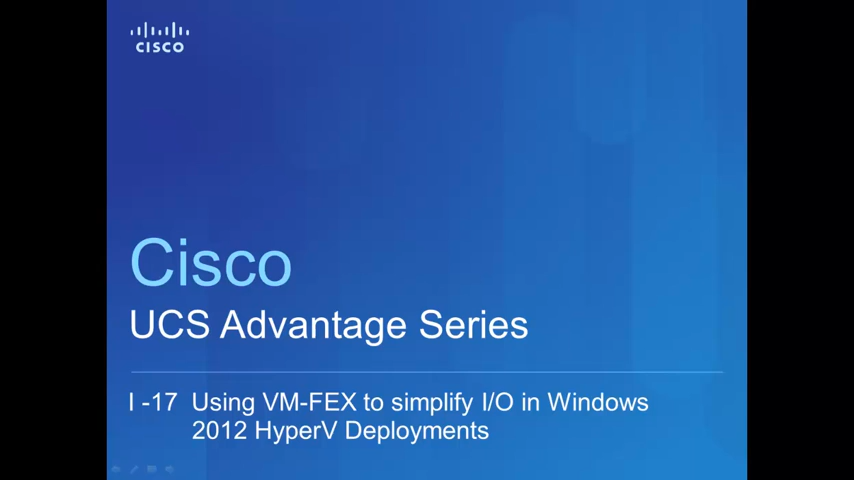 CISCO
Cisco
UCS Advantage Series
I -17 Using VM-FEX to simplify I/O in Windows
2012 HyperV Deployments